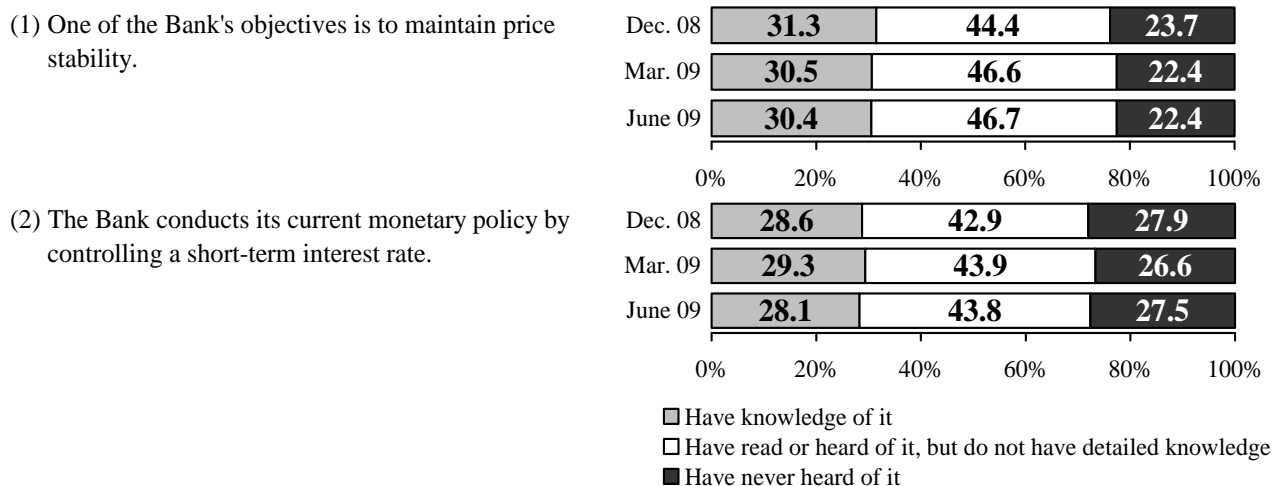 (1) One of the Bank's objectives is to maintain price
stability.
Dec. 08 31.3 44.4 23.7
Mar. 09 30.5 46.6 22.4
June 09 30.4 46.7 22.4
0% 20% 40% 60% 80% 100%
(2) The Bank conducts its current monetary policy by
controlling a short-term interest rate.
Dec. 08 28.6 42.9 27.9
Mar. 09 29.3 43.9 26.6
June 09 28.1 43.8 27.5
0% 20% 40% 60% 80% 100%
Have knowledge of it
Have read or heard of it, but do not have detailed knowledge
Have never heard of it